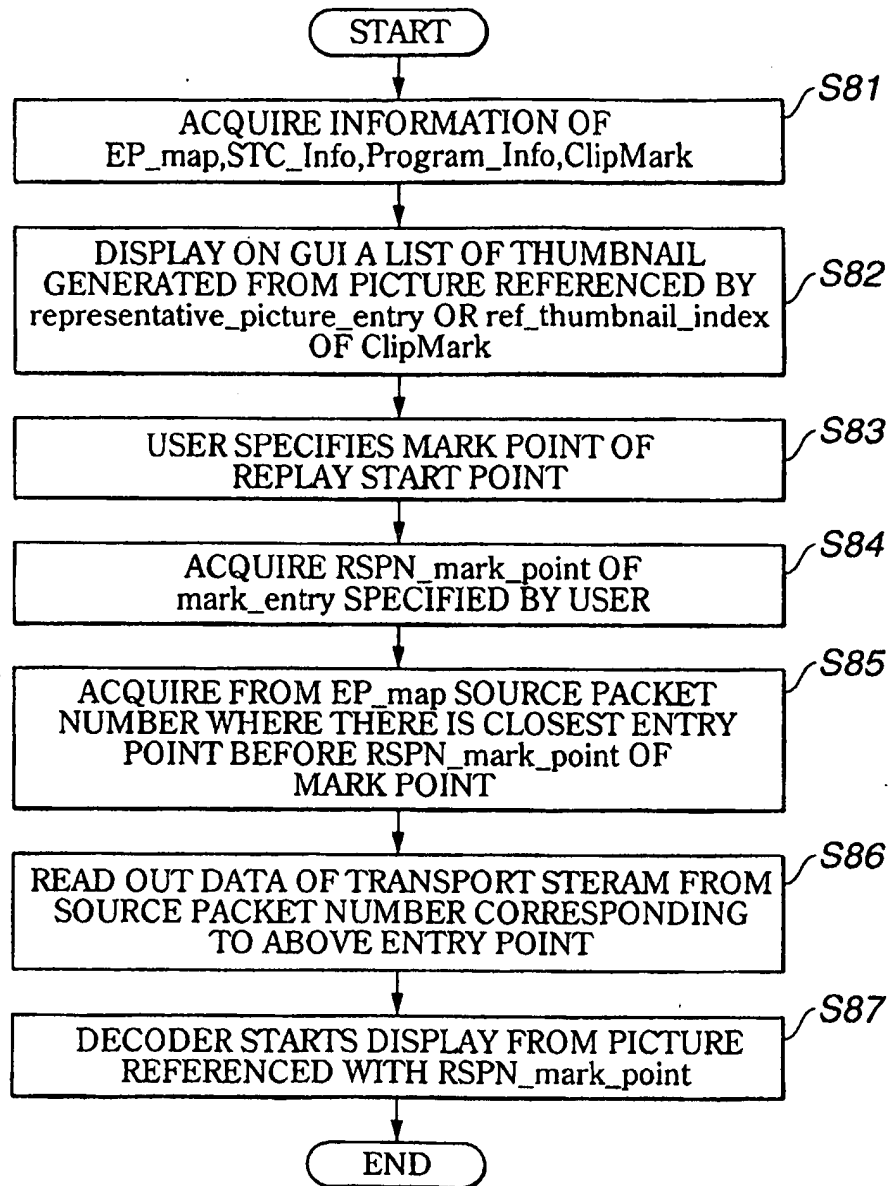 START
S81
ACQUIRE INFORMATION OF
EP_map,STC_Info,Program_Info,ClipMark
S82
DISPLAY ON GUI A LIST OF THUMBNAIL
GENERATED FROM PICTURE REFERENCED BY
representative_picture_entry OR ref_thumbnail_index
OF ClipMark
S83
USER SPECIFIES MARK POINT OF
REPLAY START POINT
S84
ACQUIRE RSPN_mark_point OF
mark_entry SPECIFIED BY USER
S85
ACQUIRE FROM EP_map SOURCE PACKET
NUMBER WHERE THERE IS CLOSEST ENTRY
POINT BEFORE RSPN_mark_point OF
MARK POINT
S86
READ OUT DATA OF TRANSPORT STERAM FROM
SOURCE PACKET NUMBER CORRESPONDING
TO ABOVE ENTRY POINT
S87
DECODER STARTS DISPLAY FROM PICTURE
REFERENCED WITH RSPN_mark_point
END